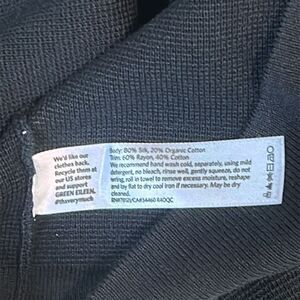 We'd like our
clothes back.
Recycle them at
our US stores
and support
GREEN EILEEN.
#thxverymuch
Body: 80% Silk, 20% Organic Cotton
Trim: 60% Rayon, 40% Cotton
We recommend hand wash cold, separately, using mild
detergent, no bleach, rinse well, gently squeeze, do not
wring, roll in towel to remove excess moisture, reshape
and lay flat to dry cool iron if necessary. May be dry
cleaned.